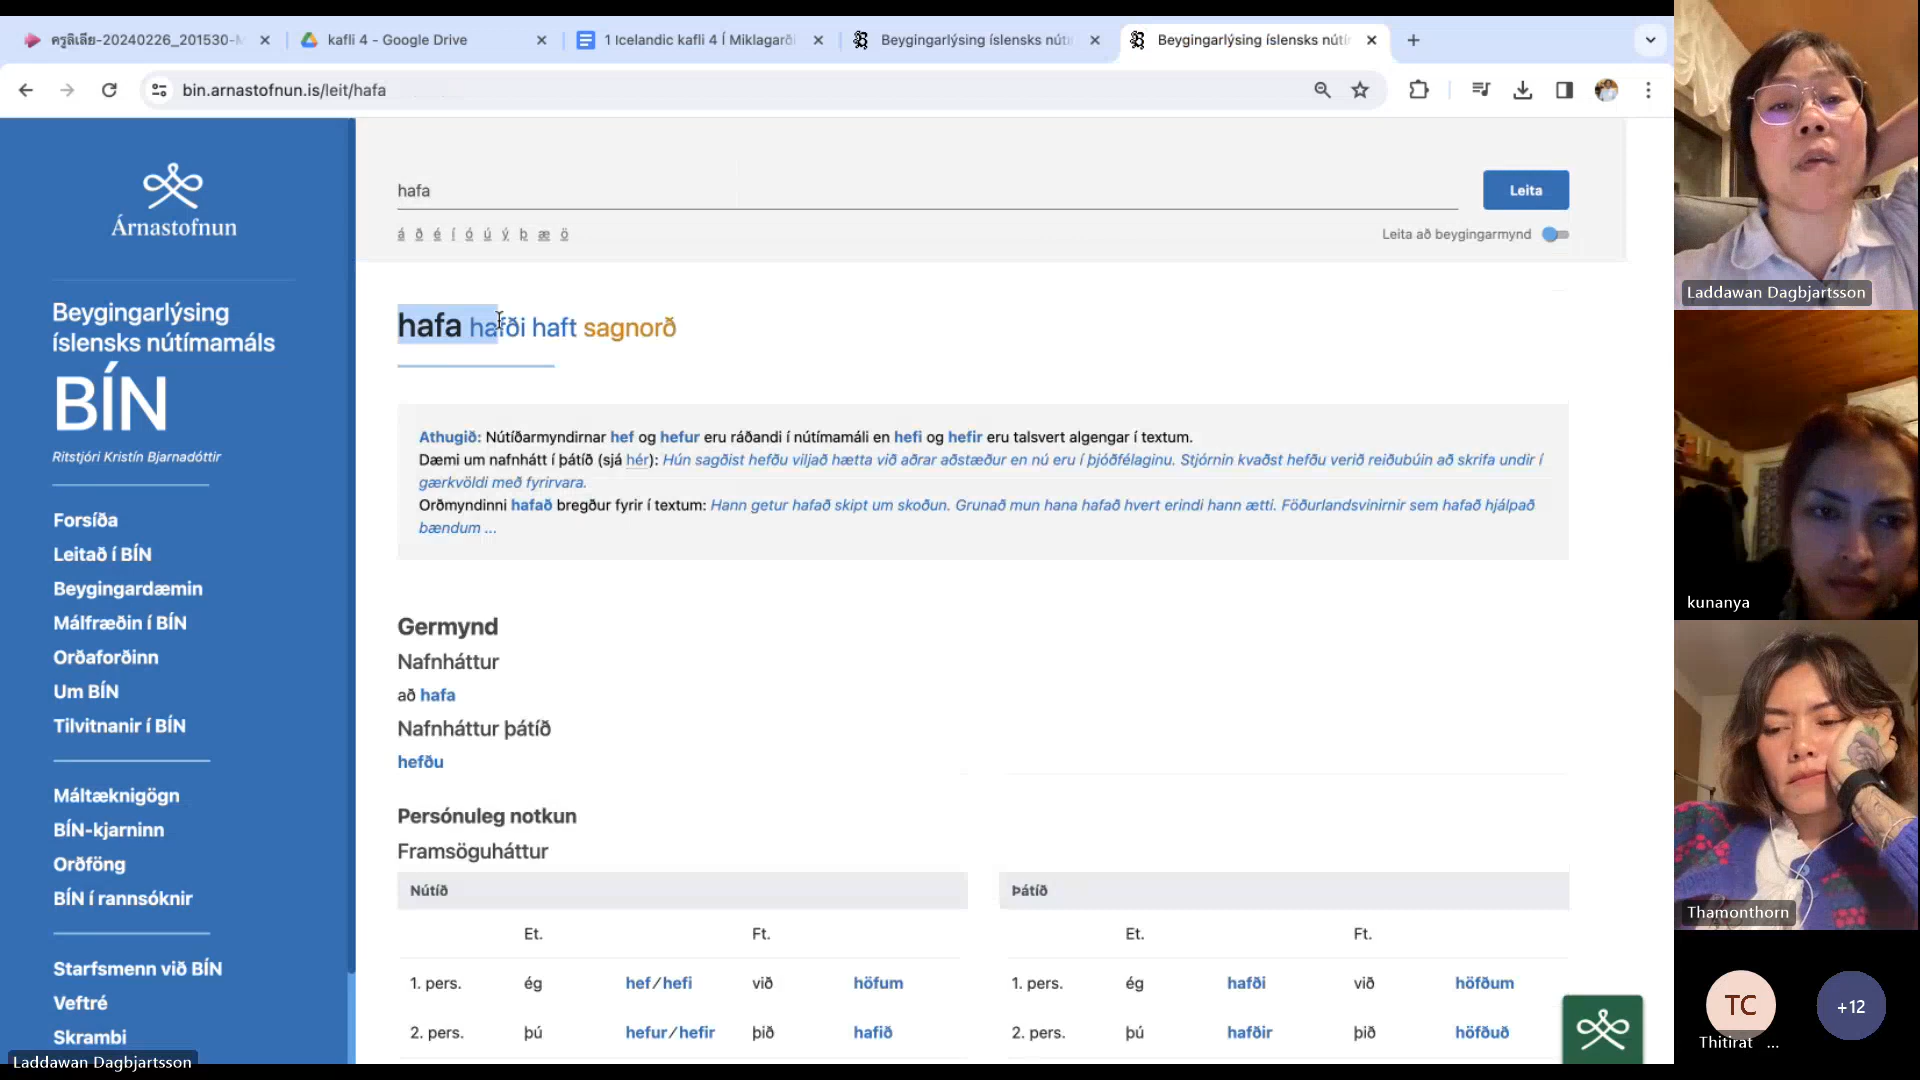 ครูลิเลีย-20240226_201530-M
kafli 4 - Google Drive
1 Icelandic kafli 4 Í Miklagarði
Beygingarlýsing íslensks núti
Beygingarlýsing íslensks nútí
bin.arnastofnun.is/leit/hafa
Árnastofnun
Beygingarlýsing
íslensks nútímamáls
BÍN
Ritstjóri Kristín Bjarnadóttir
Forsíða
Leitað í BÍN
Beygingardæmin
Málfræðin í BÍN
Orðaforðinn
Um BÍN
Tilvitnanir í BÍN
Máltæknigögn
BÍN-kjarninn
Orðföng
BÍN í rannsóknir
Starfsmenn við BÍN
Veftré
Skrambi
Laddawan Dagbjartsson
hafa
Leita
á ð é í ó ú ý þ æ ö
Leita að beygingarmynd
hafa hafði haft sagnorð
Athugið: Nútíðarmyndirnar hef og hefur eru ráðandi í nútímamáli en hefi og hefir eru talsvert algengar í textum.
Dæmi um nafnhátt í þátíð (sjá hér): Hún sagðist hefðu viljað hætta við aðrar aðstæður en nú eru í þjóðfélaginu. Stjórnin kvaðst hefðu verið reiðubúin að skrifa undir í
gærkvöldi með fyrirvara.
Orðmyndinni hafað bregður fyrir í textum: Hann getur hafað skipt um skoðun. Grunað mun hana hafað hvert erindi hann ætti. Föðurlandsvinirnir sem hafað hjálpað
bændum ...
Germynd
Nafnháttur
að hafa
Nafnháttur þátíð
hefðu
Persónuleg notkun
Framsöguháttur
Nútíð
Þátíð
Et. Ft. Et. Ft.
1. pers. ég hef/hefi við höfum 1. pers. ég hafði við höfðum
2. pers. þú hefur/hefir þið hafið 2. pers. þú hafðir þið höfðuð
Laddawan Dagbjartsson
kunanya
Thamonthorn
TC
+12
Thitirat ...